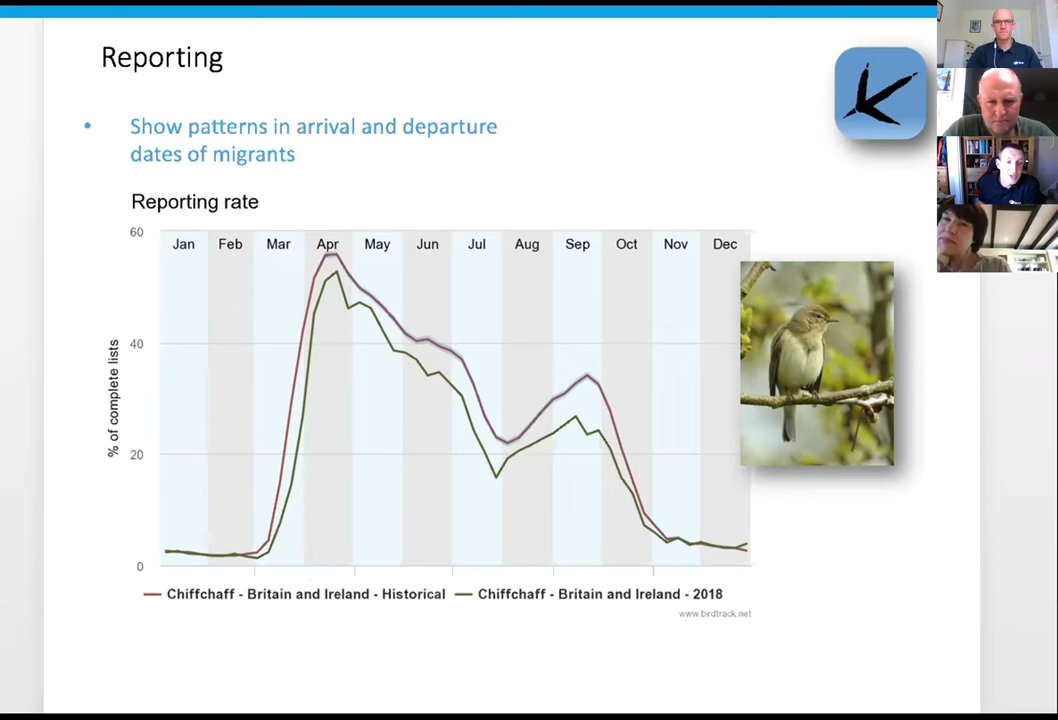 Reporting
• Show patterns in arrival and departure
dates of migrants
Reporting rate
60
Jan Feb Mar Apr May Jun Jul Aug Sep Oct Nov Dec
40
% of complete lists
20
0
Chiffchaff - Britain and Ireland - Historical Chiffchaff - Britain and Ireland - 2018
www.birdtrack.net